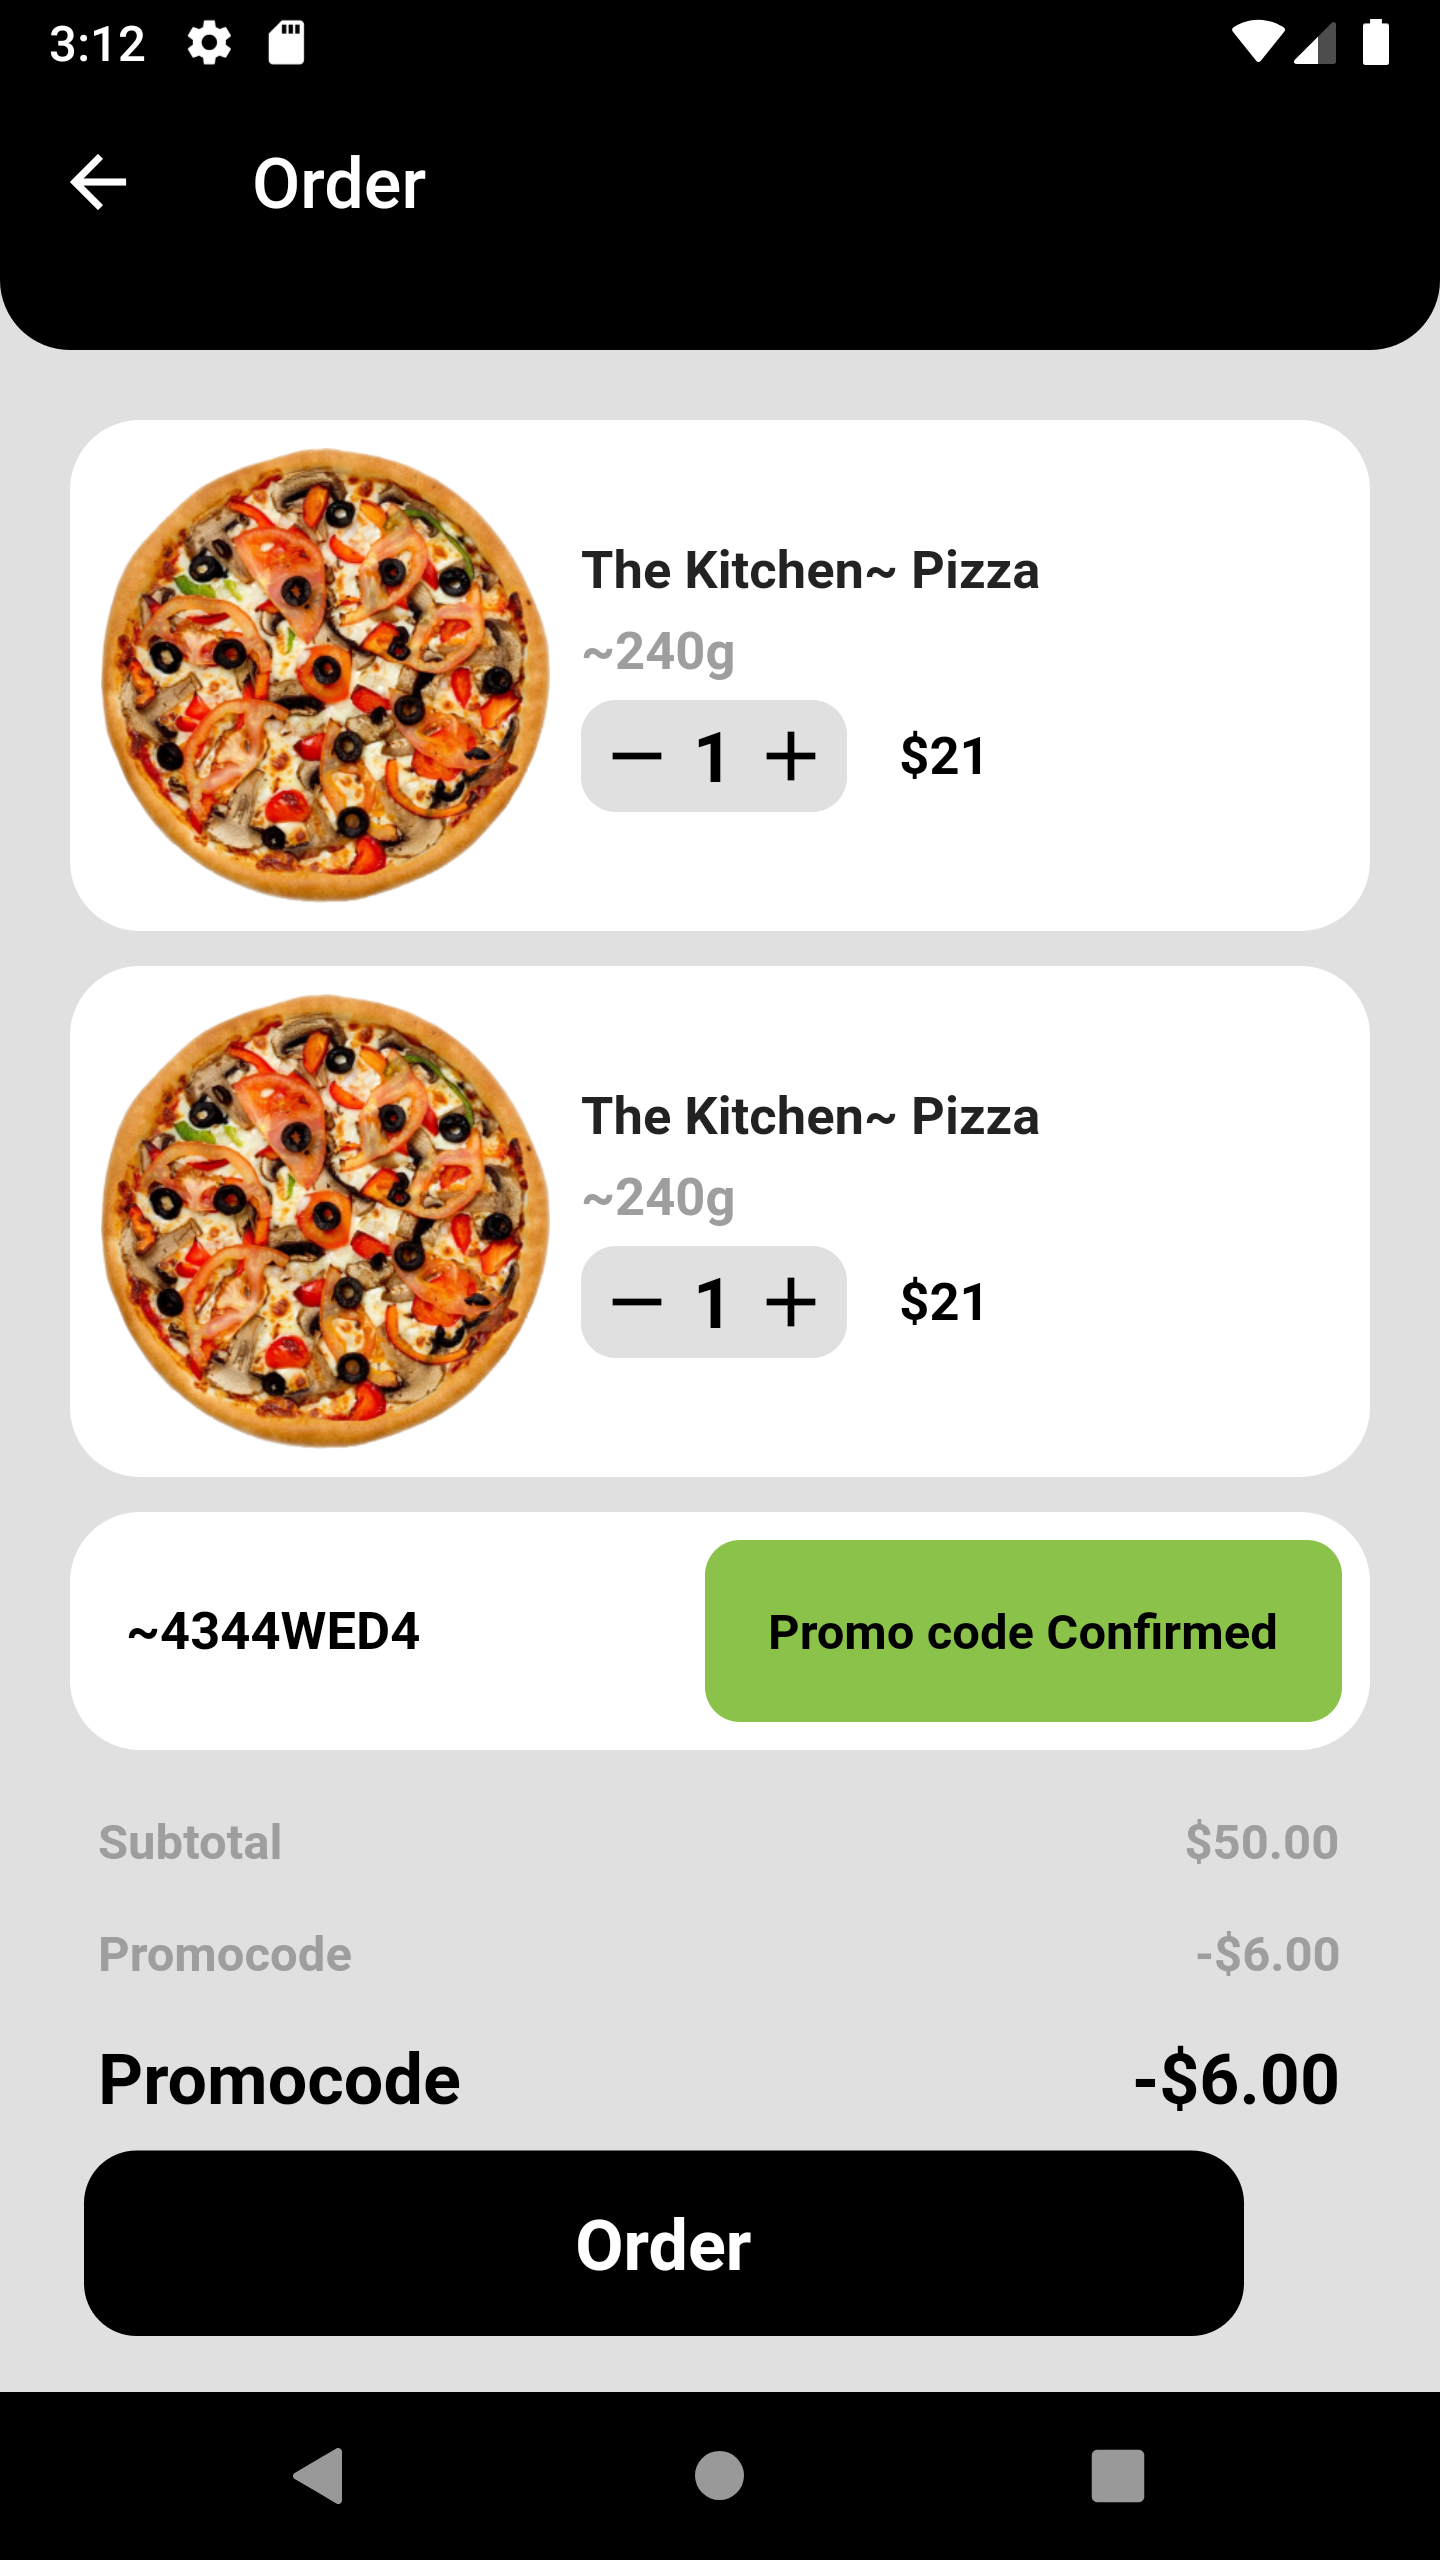 3:12
Order
The Kitchen~ Pizza
~240g
1 $21
The Kitchen~ Pizza
~240g
1 $21
~4344WED4 Promo code Confirmed
Subtotal $50.00
Promocode -$6.00
Promocode -$6.00
Order